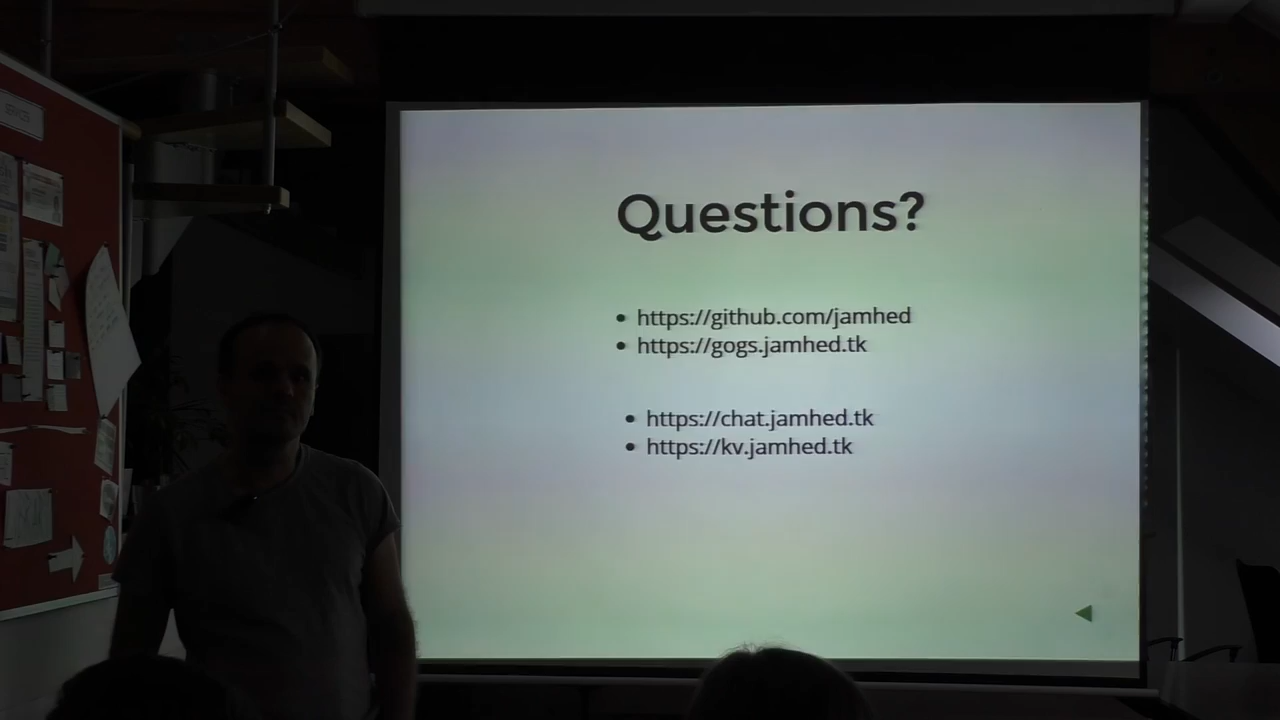 Questions?
https://github.com/jamhed
https://gogs.jamhed.tk
https://chat.jamhed.tk
https://kv.jamhed.tk